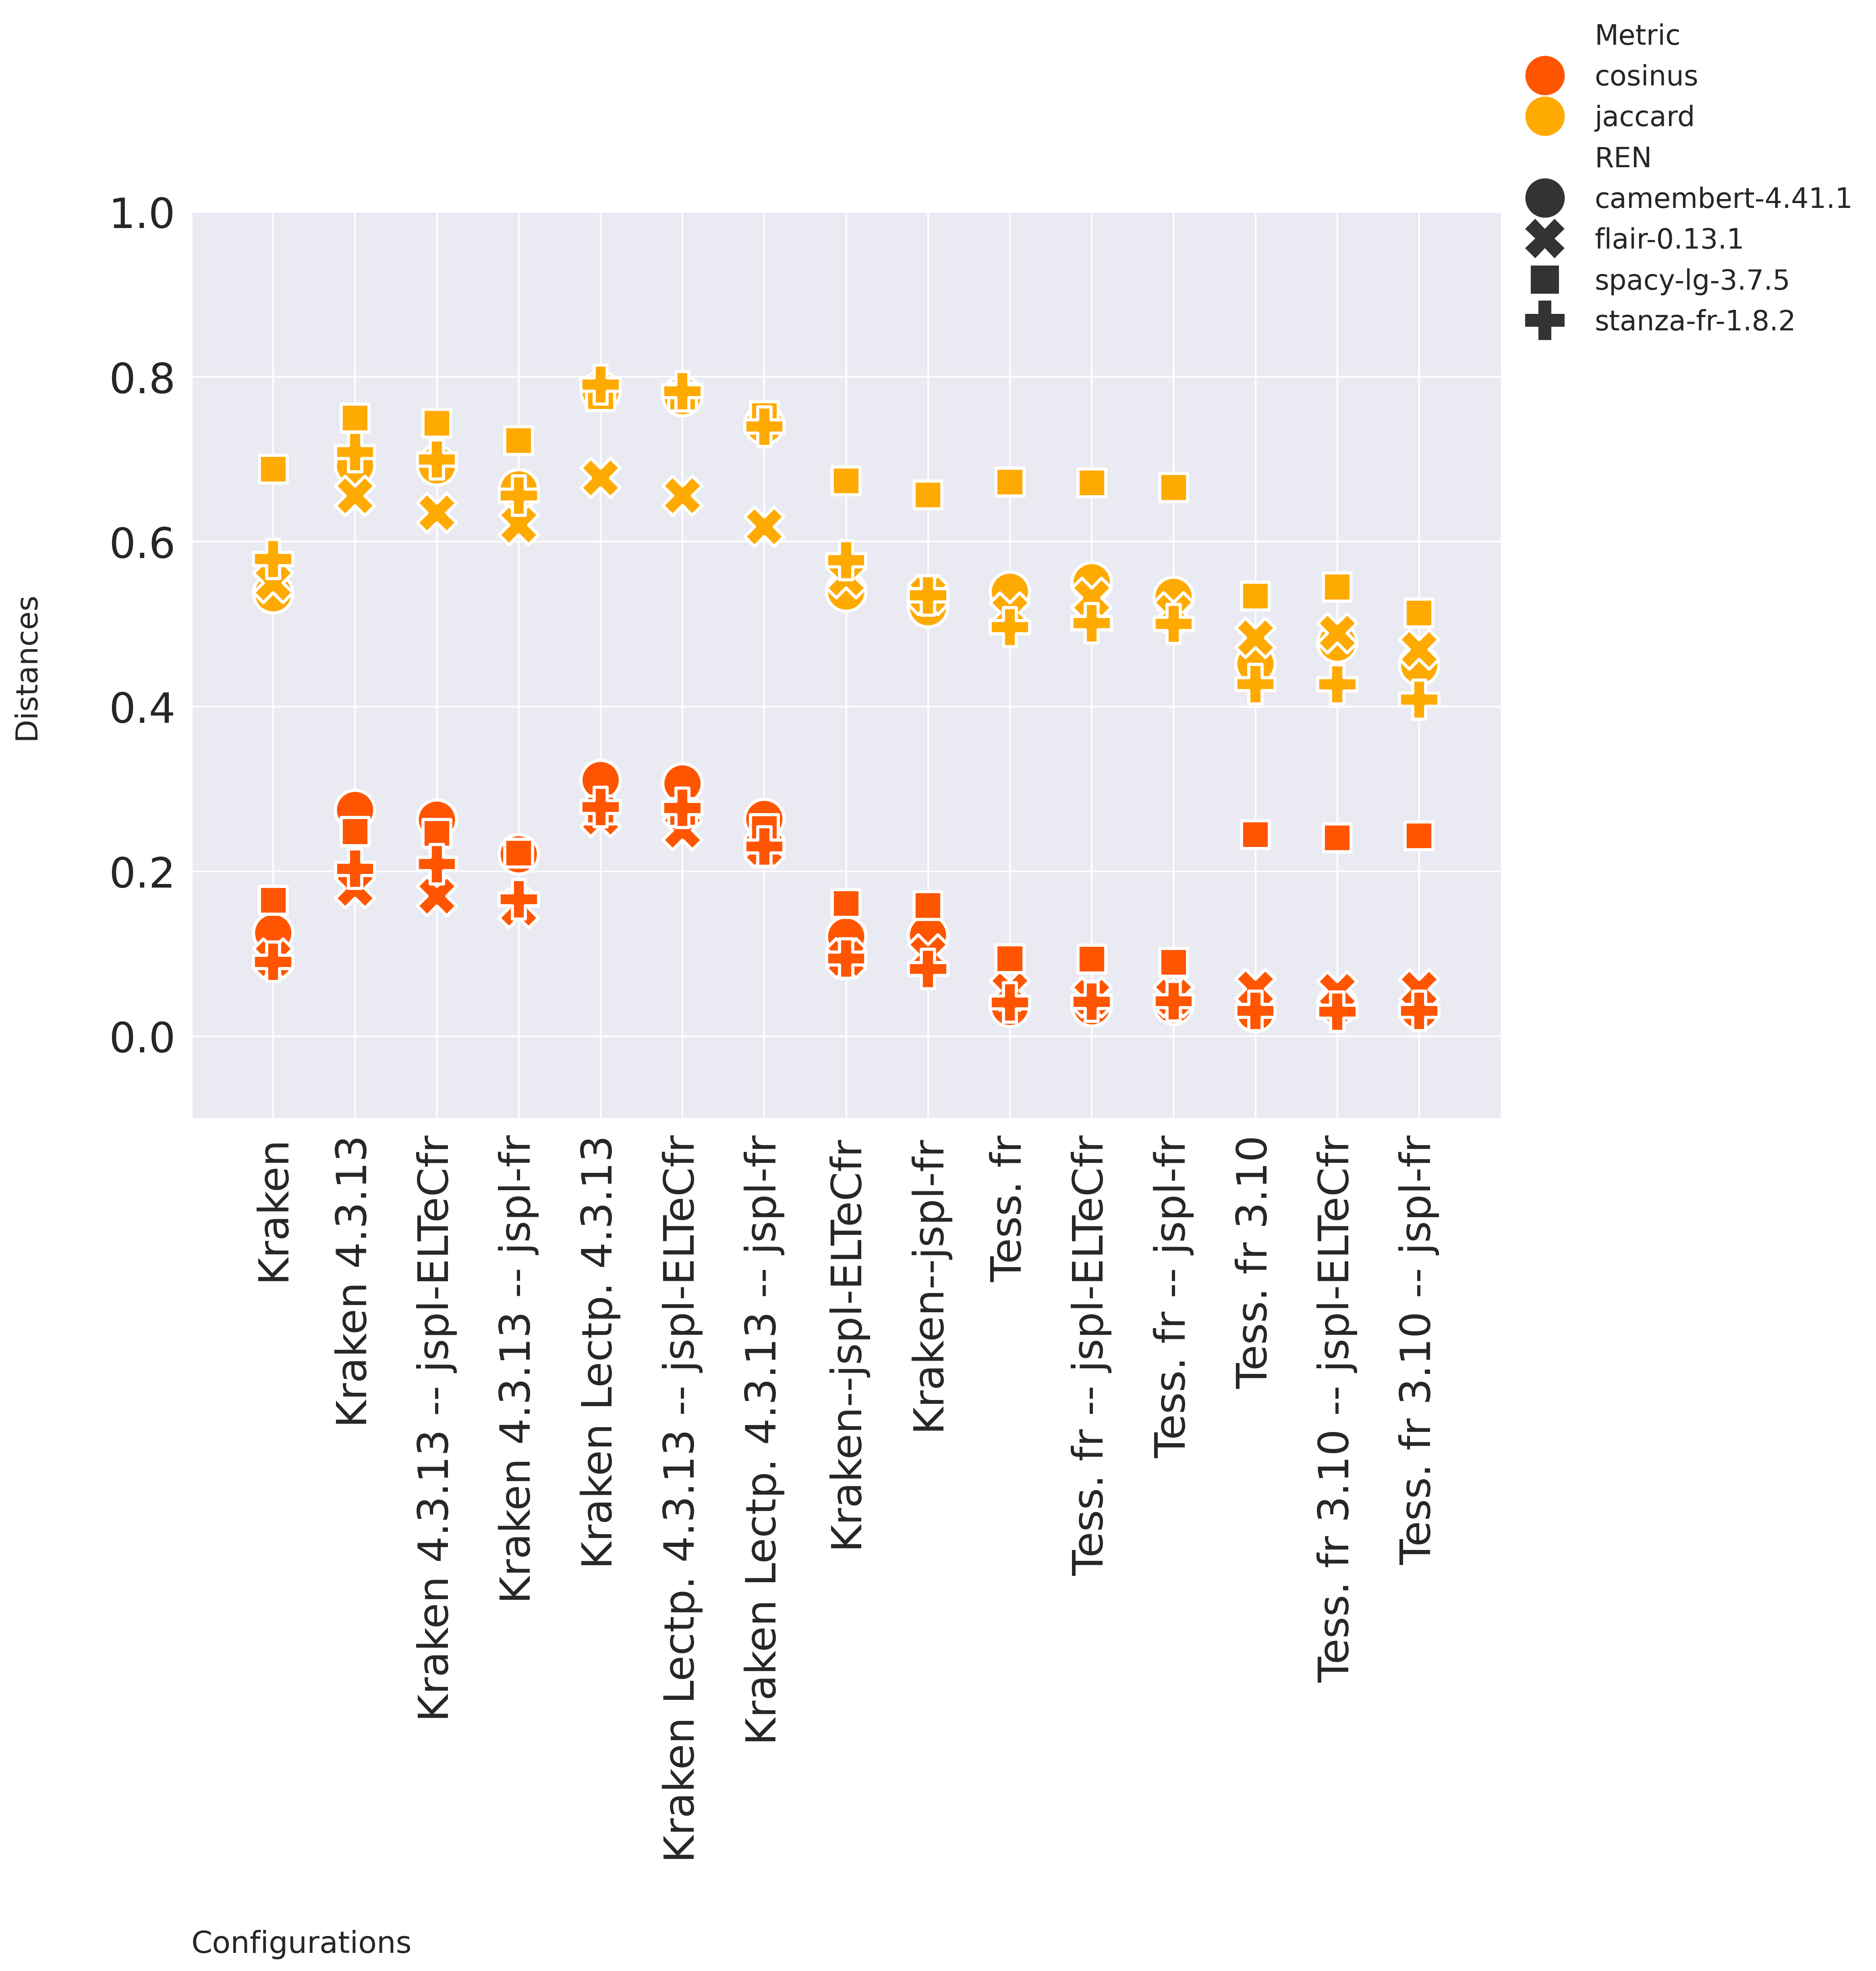 Metric
cosinus
jaccard
REN
camembert-4.41.1
flair-0.13.1
spacy-lg-3.7.5
stanza-fr-1.8.2
1.0
0.8
0.6
0.4
0.2
0.0
Distances
Kraken
Kraken 4.3.13
Kraken 4.3.13 -- jspl-ELTeCfr
Kraken 4.3.13 -- jspl-fr
Kraken Lectp. 4.3.13
Kraken Lectp. 4.3.13 -- jspl-ELTeCfr
Kraken Lectp. 4.3.13 -- jspl-fr
Kraken--jspl-ELTeCfr
Kraken--jspl-fr
Tess. fr
Tess. fr -- jspl-ELTeCfr
Tess. fr -- jspl-fr
Tess. fr 3.10
Tess. fr 3.10 -- jspl-ELTeCfr
Tess. fr 3.10 -- jspl-fr
Configurations